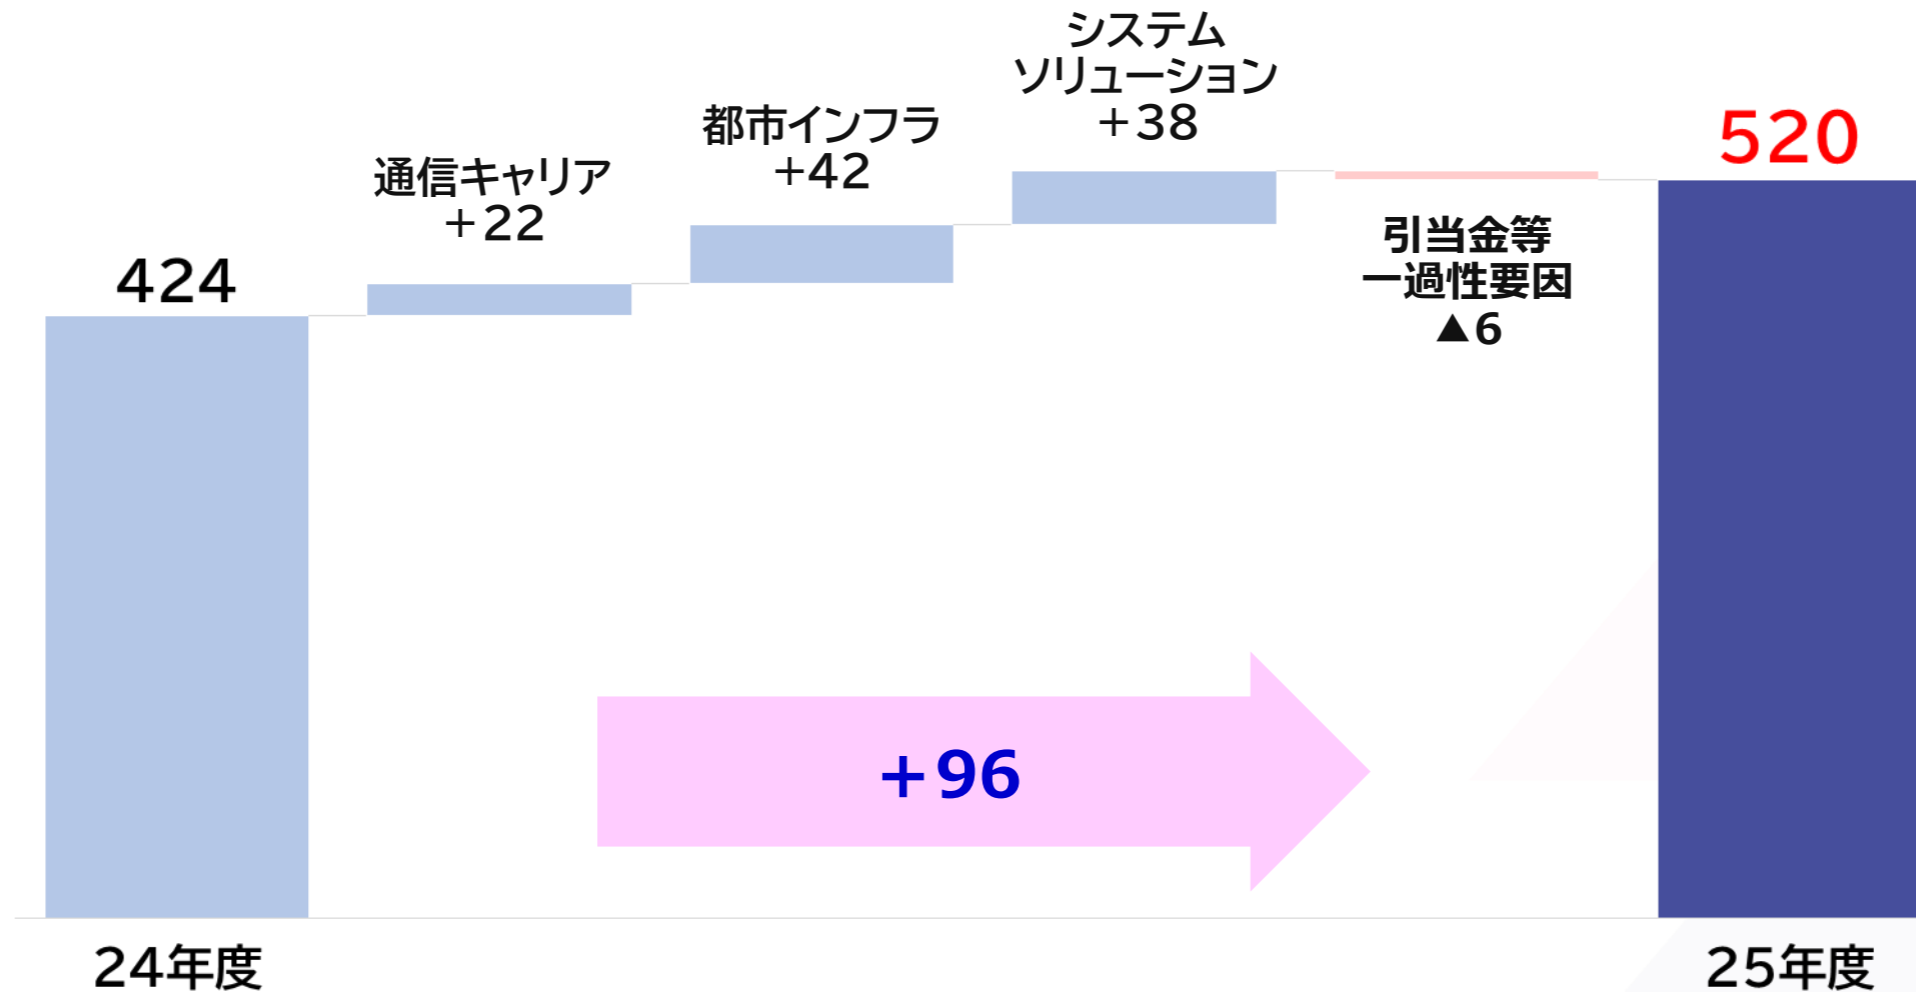 424
通信キャリア
+22
都市インフラ
+42
システム
ソリューション
+38
引当金等
一過性要因
▲6
520
+96
24年度
25年度